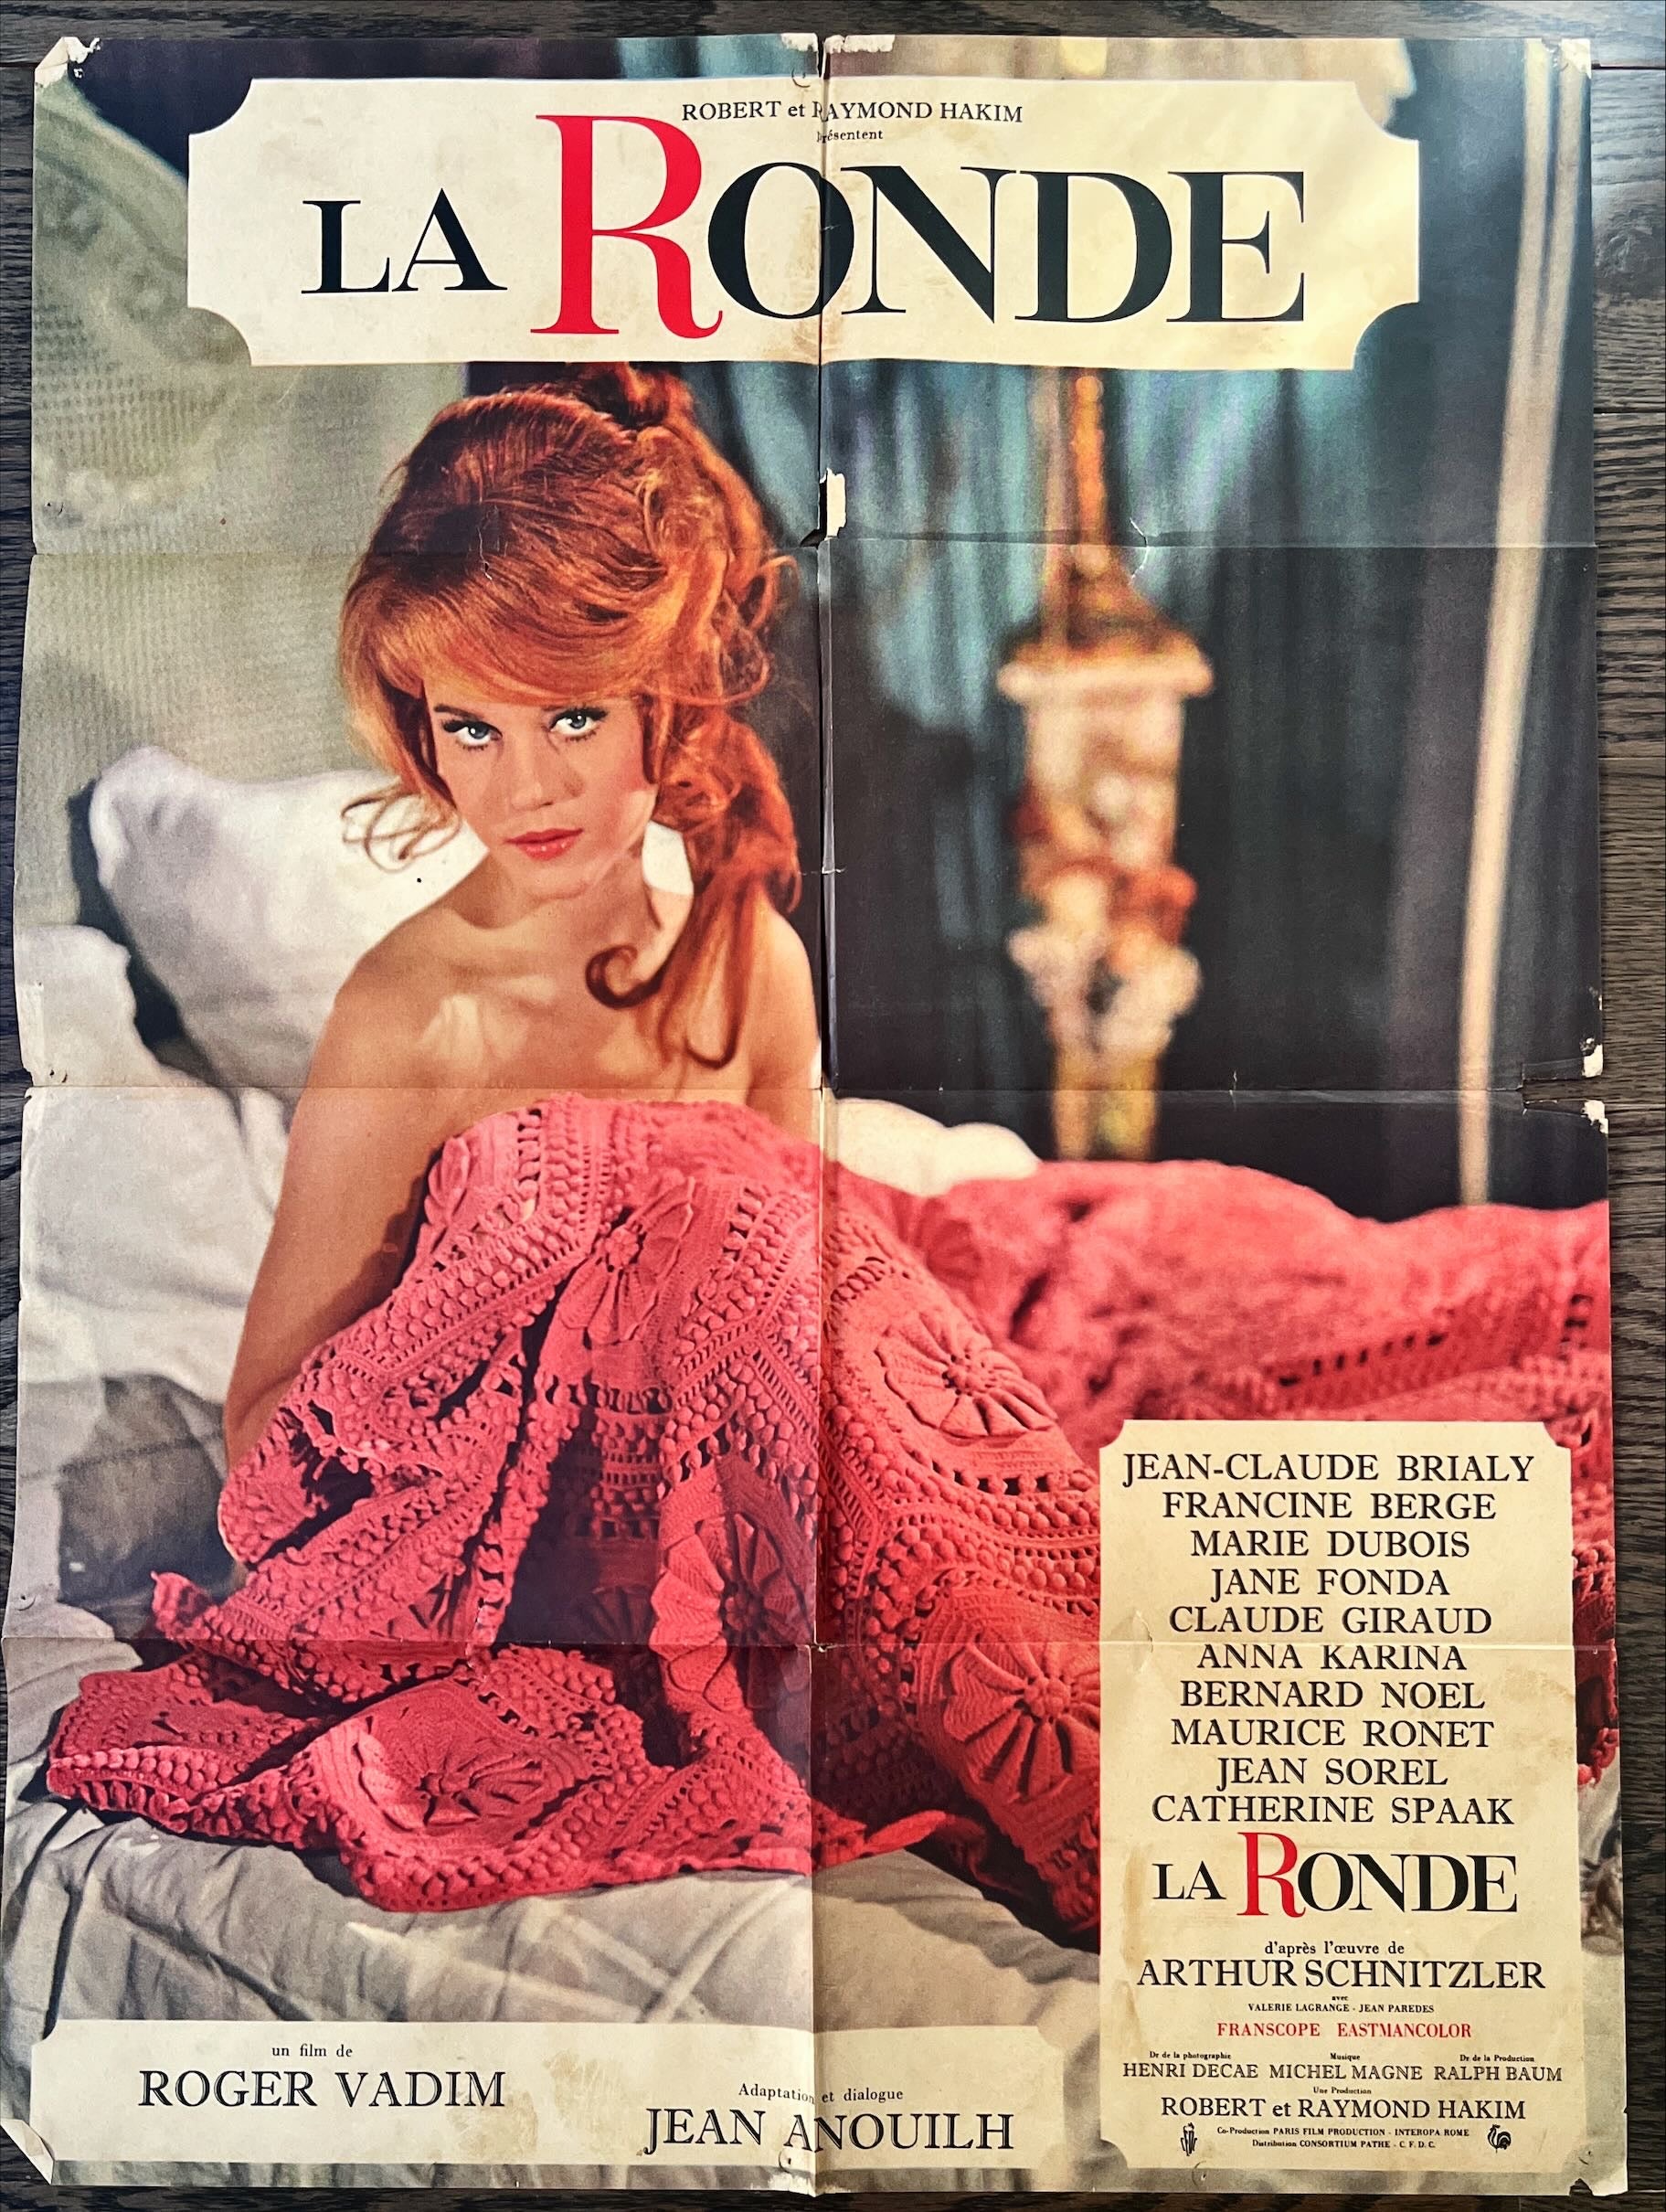 ROBERT et RAYMOND HAKIM
présentent
LA RONDE
JEAN-CLAUDE BRIALY
FRANCINE BERGE
MARIE DUBOIS
JANE FONDA
CLAUDE GIRAUD
ANNA KARINA
BERNARD NOEL
MAURICE RONET
JEAN SOREL
CATHERINE SPAAK
LA RONDE
d'après l'œuvre de
ARTHUR SCHNITZLER
avec
VALERIE LAGRANGE - JEAN PAREDES
FRANSCOPE EASTMANCOLOR
Dr de la photographie Musique Dr de la Production
HENRI DECAE MICHEL MAGNE RALPH BAUM
Une Production
ROBERT et RAYMOND HAKIM
Co-Production PARIS FILM PRODUCTION - INTEROPA ROME
Distribution CONSORTIUM PATHE - C.F.D.C.
un film de
ROGER VADIM
Adaptation et dialogue
JEAN ANOUILH